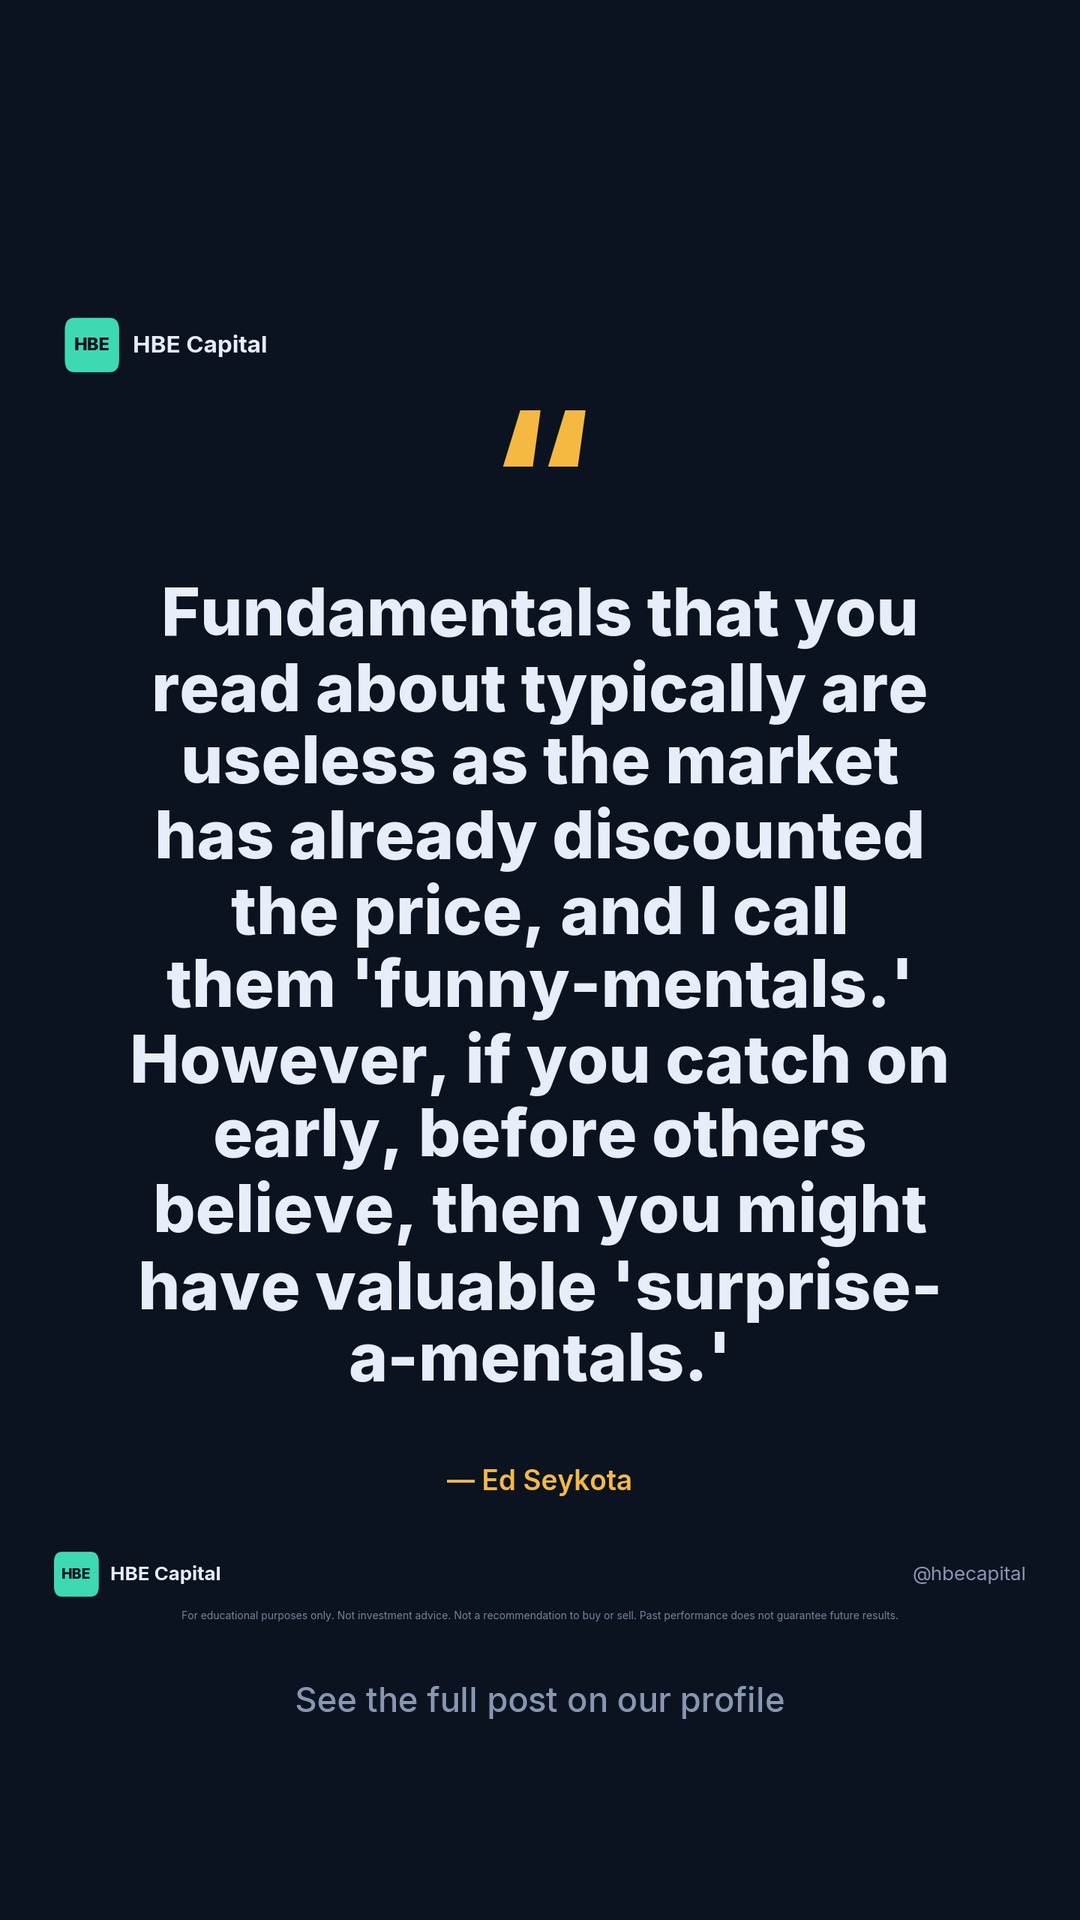 HBE HBE Capital
“
Fundamentals that you
read about typically are
useless as the market
has already discounted
the price, and I call
them 'funny-mentals.'
However, if you catch on
early, before others
believe, then you might
have valuable 'surprise-
a-mentals.'
— Ed Seykota
HBE HBE Capital @hbecapital
For educational purposes only. Not investment advice. Not a recommendation to buy or sell. Past performance does not guarantee future results.
See the full post on our profile